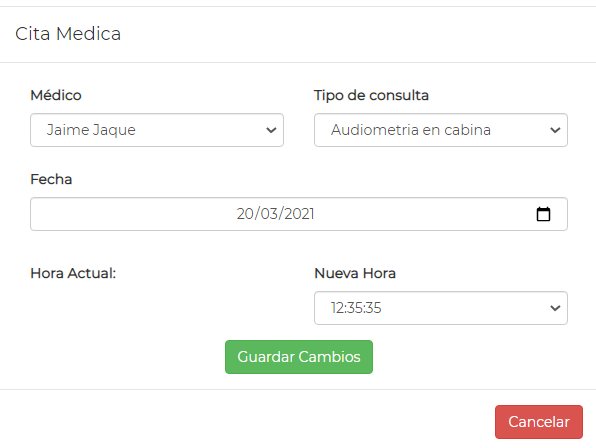 Cita Medica
Médico
Tipo de consulta
Jaime Jaque
Audiometria en cabina
Fecha
20/03/2021
Hora Actual:
Nueva Hora
12:35:35
Guardar Cambios
Cancelar